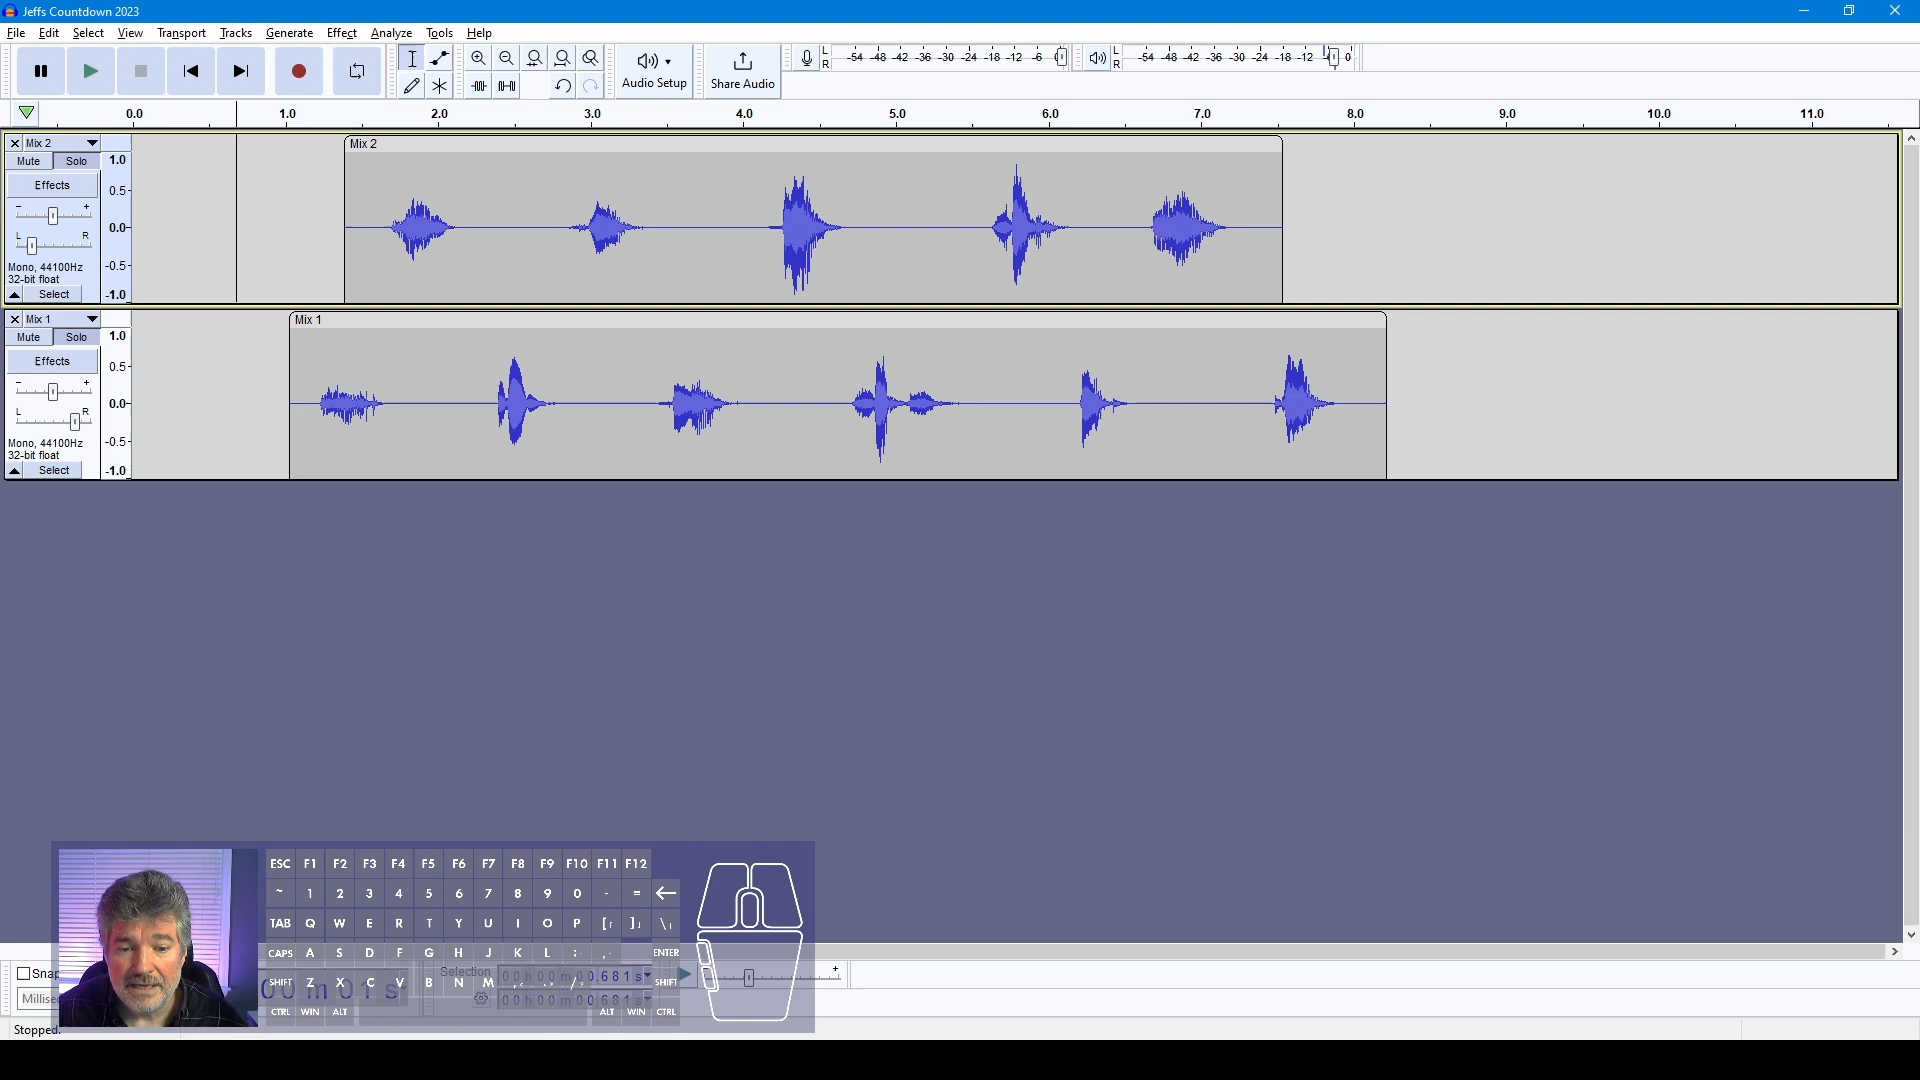 Jeffs Countdown 2023
File Edit Select View Transport Tracks Generate Effect Analyze Tools Help
Audio Setup
Share Audio
L
R
-54 -48 -42 -36 -30 -24 -18 -12 -6 0
L
R
-54 -48 -42 -36 -30 -24 -18 -12 -6 0
0.0 1.0 2.0 3.0 4.0 5.0 6.0 7.0 8.0 9.0 10.0 11.0
Mix 2
Mute Solo
Effects
- +
L R
Mono, 44100Hz
32-bit float
Select
1.0
0.5-
0.0-
-0.5-
-1.0
Mix 2
Mix 1
Mute Solo
Effects
- +
L R
Mono, 44100Hz
32-bit float
Select
1.0
0.5-
0.0-
-0.5-
-1.0
Mix 1
ESC F1 F2 F3 F4 F5 F6 F7 F8 F9 F10 F11 F12
~ 1 2 3 4 5 6 7 8 9 0 - = ←
TAB Q W E R T Y U I O P [ ] \
CAPS A S D F G H J K L ; ENTER
SHIFT Z X C V B N M / SHIFT
CTRL WIN ALT ALT WIN CTRL
Snap
Millise
00 m 01 s
Selection
00h00m00.681s
00h00m00.681s
+
Stopped.